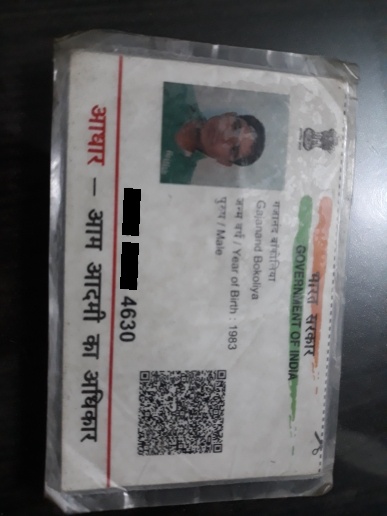 भारत सरकार
GOVERNMENT OF INDIA
गजानंद बोकोलिया
Gajanand Bokoliya
जन्म वर्ष / Year of Birth : 1983
पुरुष / Male
4630
आधार — आम आदमी का अधिकार